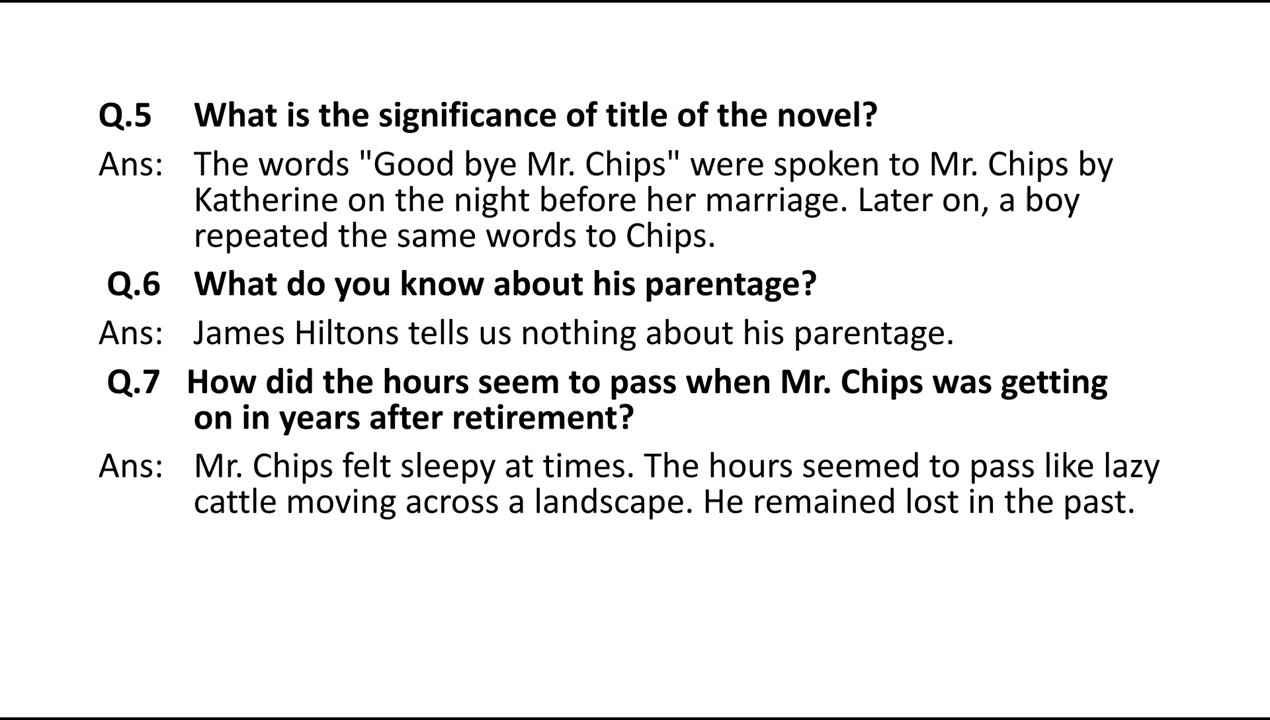 Q.5 What is the significance of title of the novel?
Ans: The words "Good bye Mr. Chips" were spoken to Mr. Chips by
Katherine on the night before her marriage. Later on, a boy
repeated the same words to Chips.
Q.6 What do you know about his parentage?
Ans: James Hiltons tells us nothing about his parentage.
Q.7 How did the hours seem to pass when Mr. Chips was getting
on in years after retirement?
Ans: Mr. Chips felt sleepy at times. The hours seemed to pass like lazy
cattle moving across a landscape. He remained lost in the past.